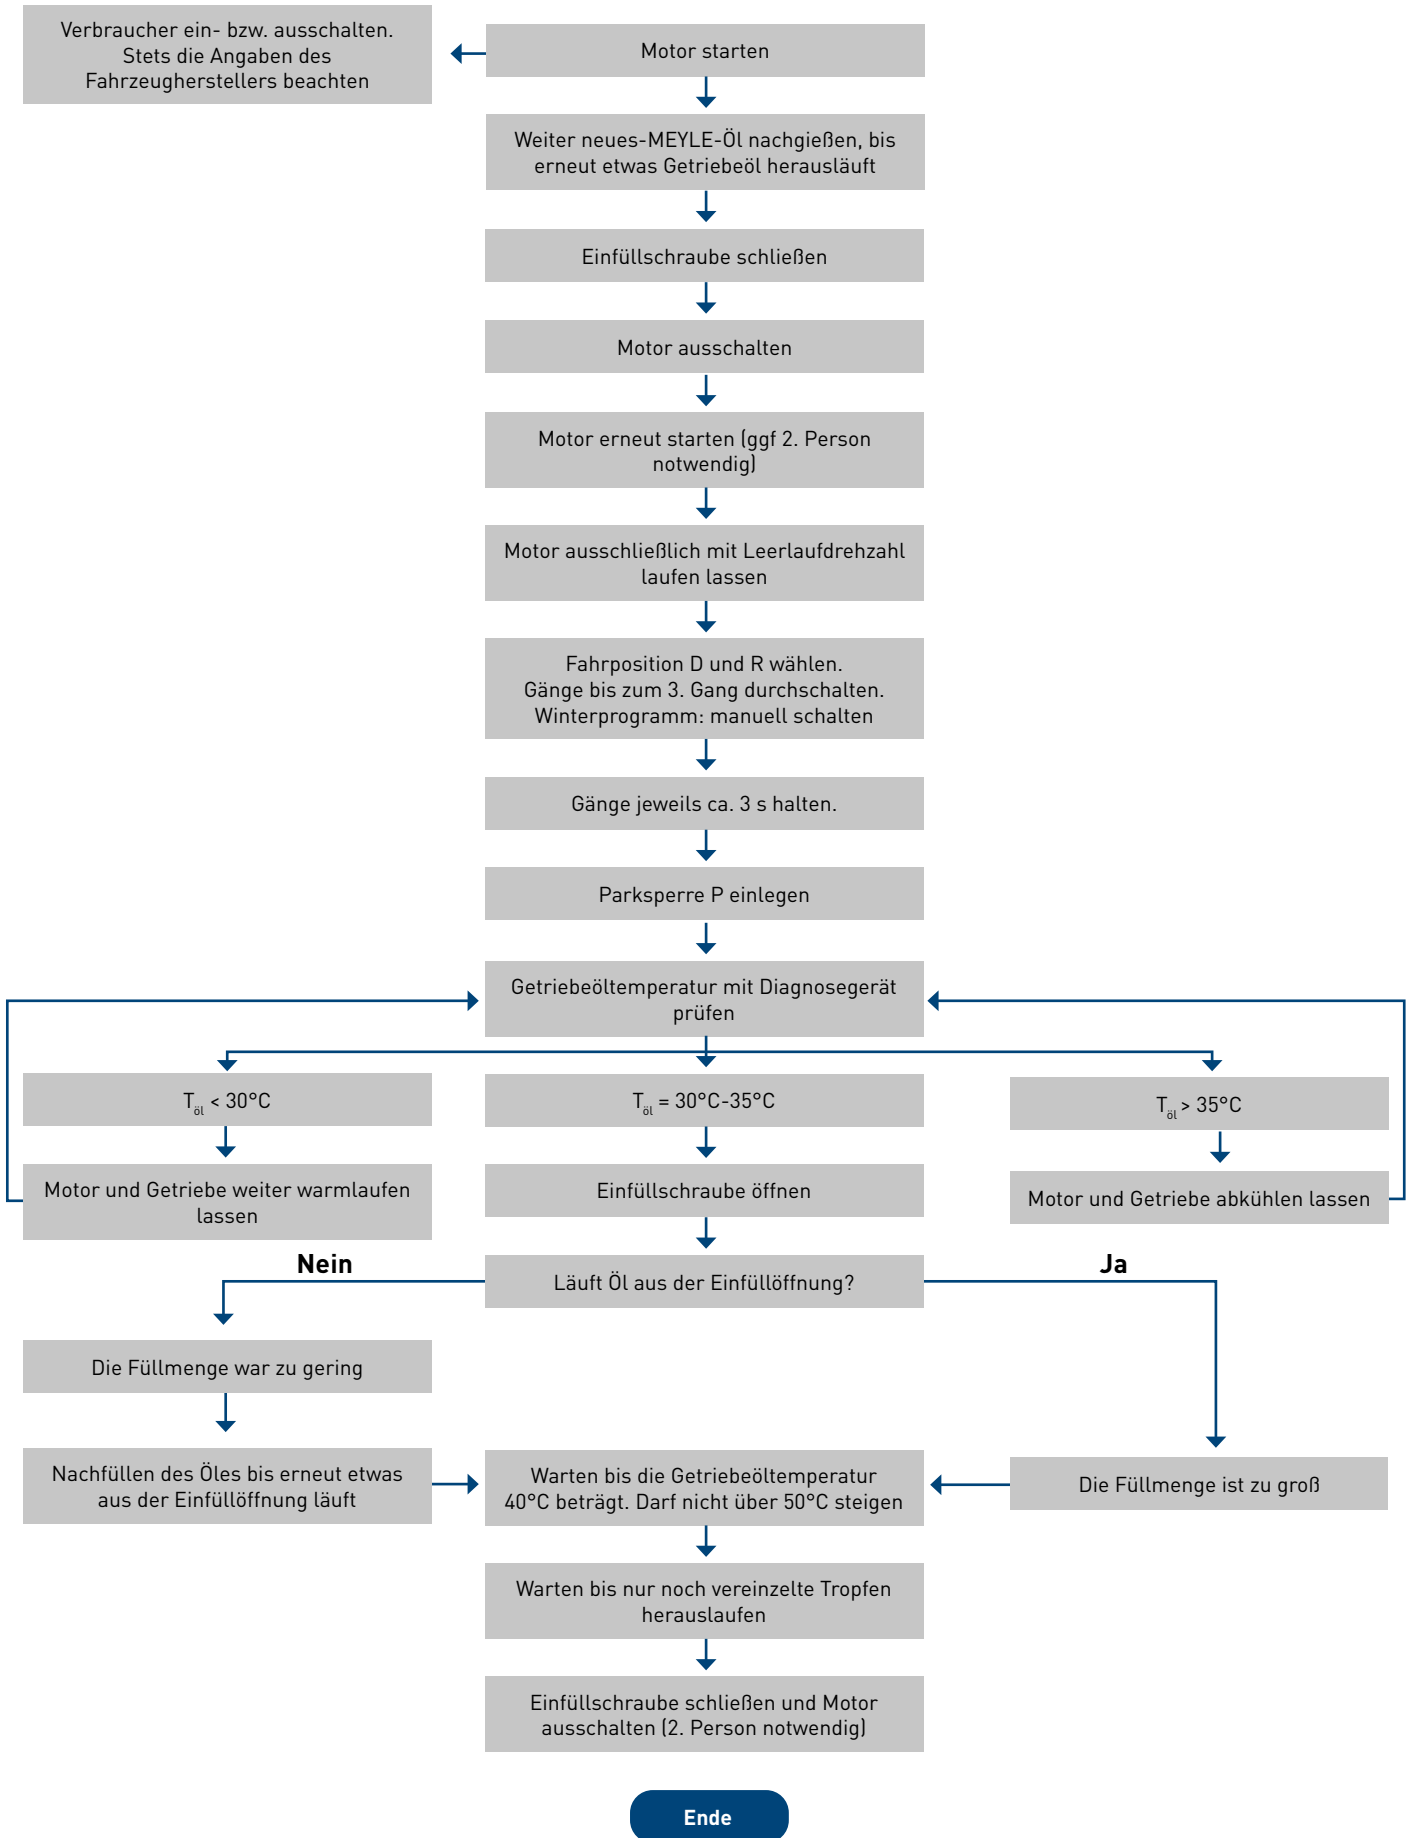 Verbraucher ein- bzw. ausschalten.
Stets die Angaben des
Fahrzeugherstellers beachten
Motor starten
Weiter neues-MEYLE-Öl nachgießen, bis
erneut etwas Getriebeöl herausläuft
Einfüllschraube schließen
Motor ausschalten
Motor erneut starten (ggf 2. Person
notwendig)
Motor ausschließlich mit Leerlaufdrehzahl
laufen lassen
Fahrposition D und R wählen.
Gänge bis zum 3. Gang durchschalten.
Winterprogramm: manuell schalten
Gänge jeweils ca. 3 s halten.
Parksperre P einlegen
Getriebeöltemperatur mit Diagnosegerät
prüfen
Töl < 30°C
Töl = 30°C-35°C
Töl > 35°C
Motor und Getriebe weiter warmlaufen
lassen
Einfüllschraube öffnen
Motor und Getriebe abkühlen lassen
Nein
Läuft Öl aus der Einfüllöffnung?
Ja
Die Füllmenge war zu gering
Nachfüllen des Öles bis erneut etwas
aus der Einfüllöffnung läuft
Warten bis die Getriebeöltemperatur
40°C beträgt. Darf nicht über 50°C steigen
Die Füllmenge ist zu groß
Warten bis nur noch vereinzelte Tropfen
herauslaufen
Einfüllschraube schließen und Motor
ausschalten (2. Person notwendig)
Ende